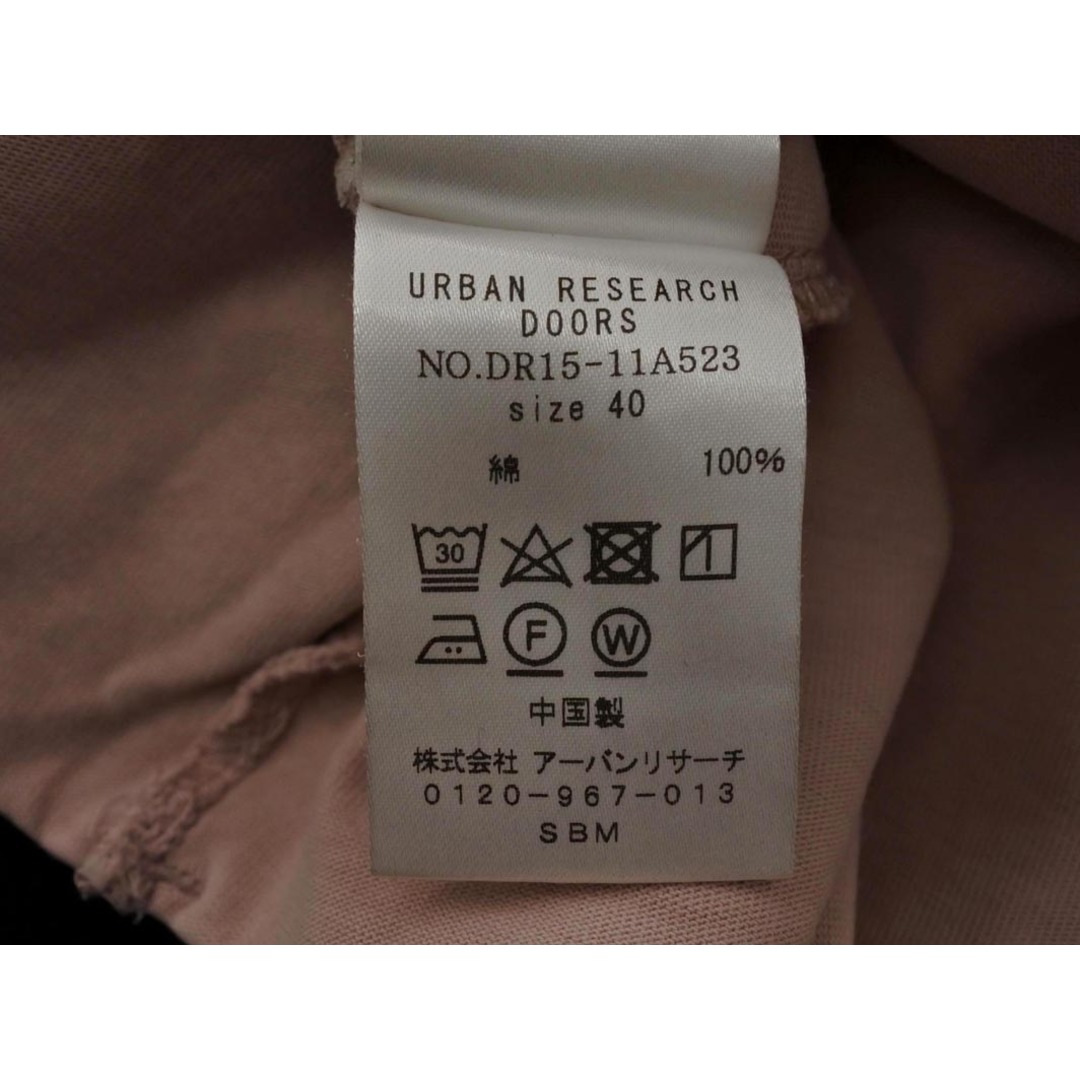 URBAN RESEARCH
DOORS
NO.DR15-11A523
size 40
綿 100%
30
F W
中国製
株式会社 アーバンリサーチ
0120-967-013
SBM